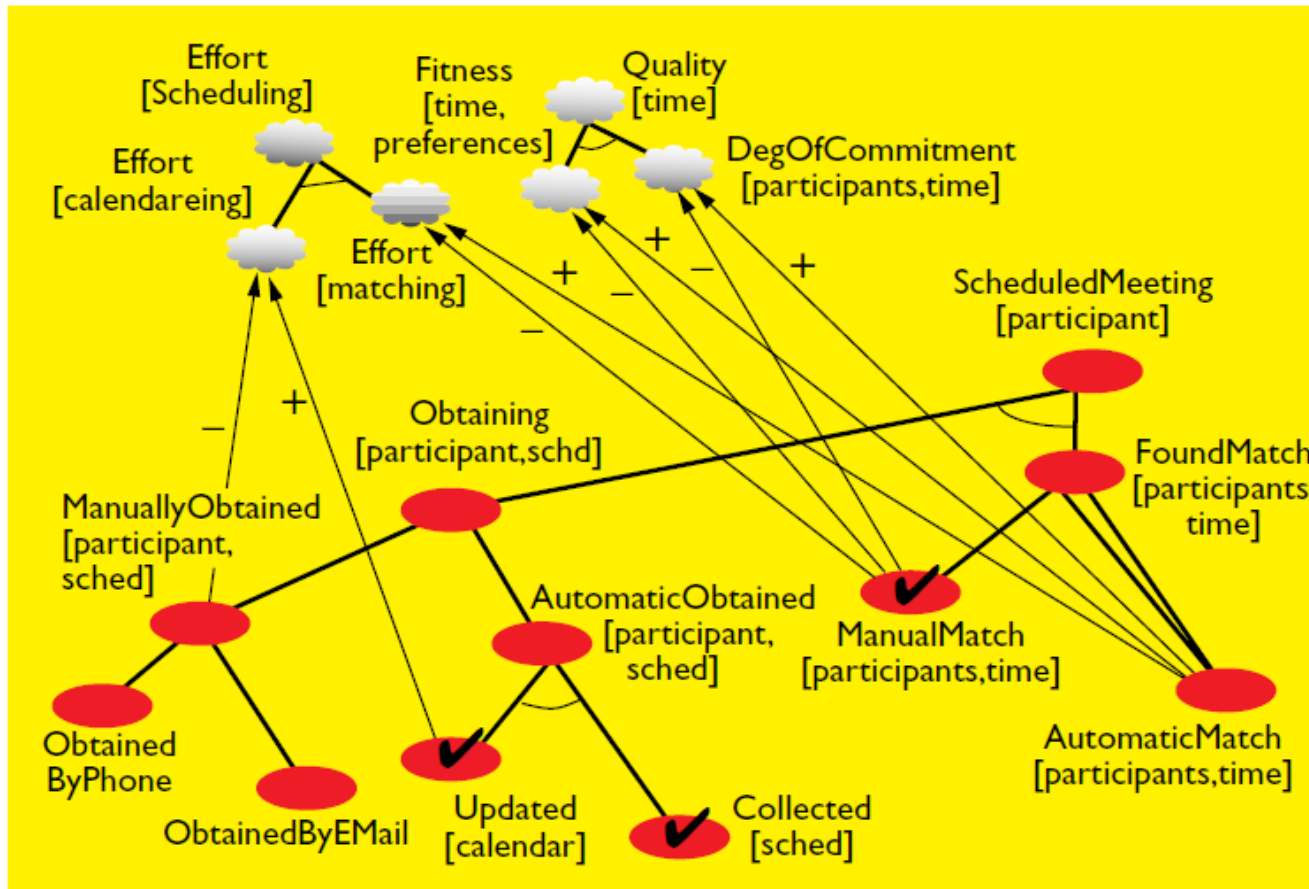 Effort
[Scheduling]
Fitness
[time,
preferences]
Quality
[time]
Effort
[calendareing]
DegOfCommitment
[participants,time]
Effort
[matching]
+
+
−
−
+
−
ScheduledMeeting
[participant]
−
+
Obtaining
[participant,schd]
FoundMatch
[participants
time]
ManuallyObtained
[participant,
sched]
AutomaticObtained
[participant,
sched]
ManualMatch
[participants,time]
Obtained
ByPhone
AutomaticMatch
[participants,time]
ObtainedByEMail
Updated
[calendar]
Collected
[sched]